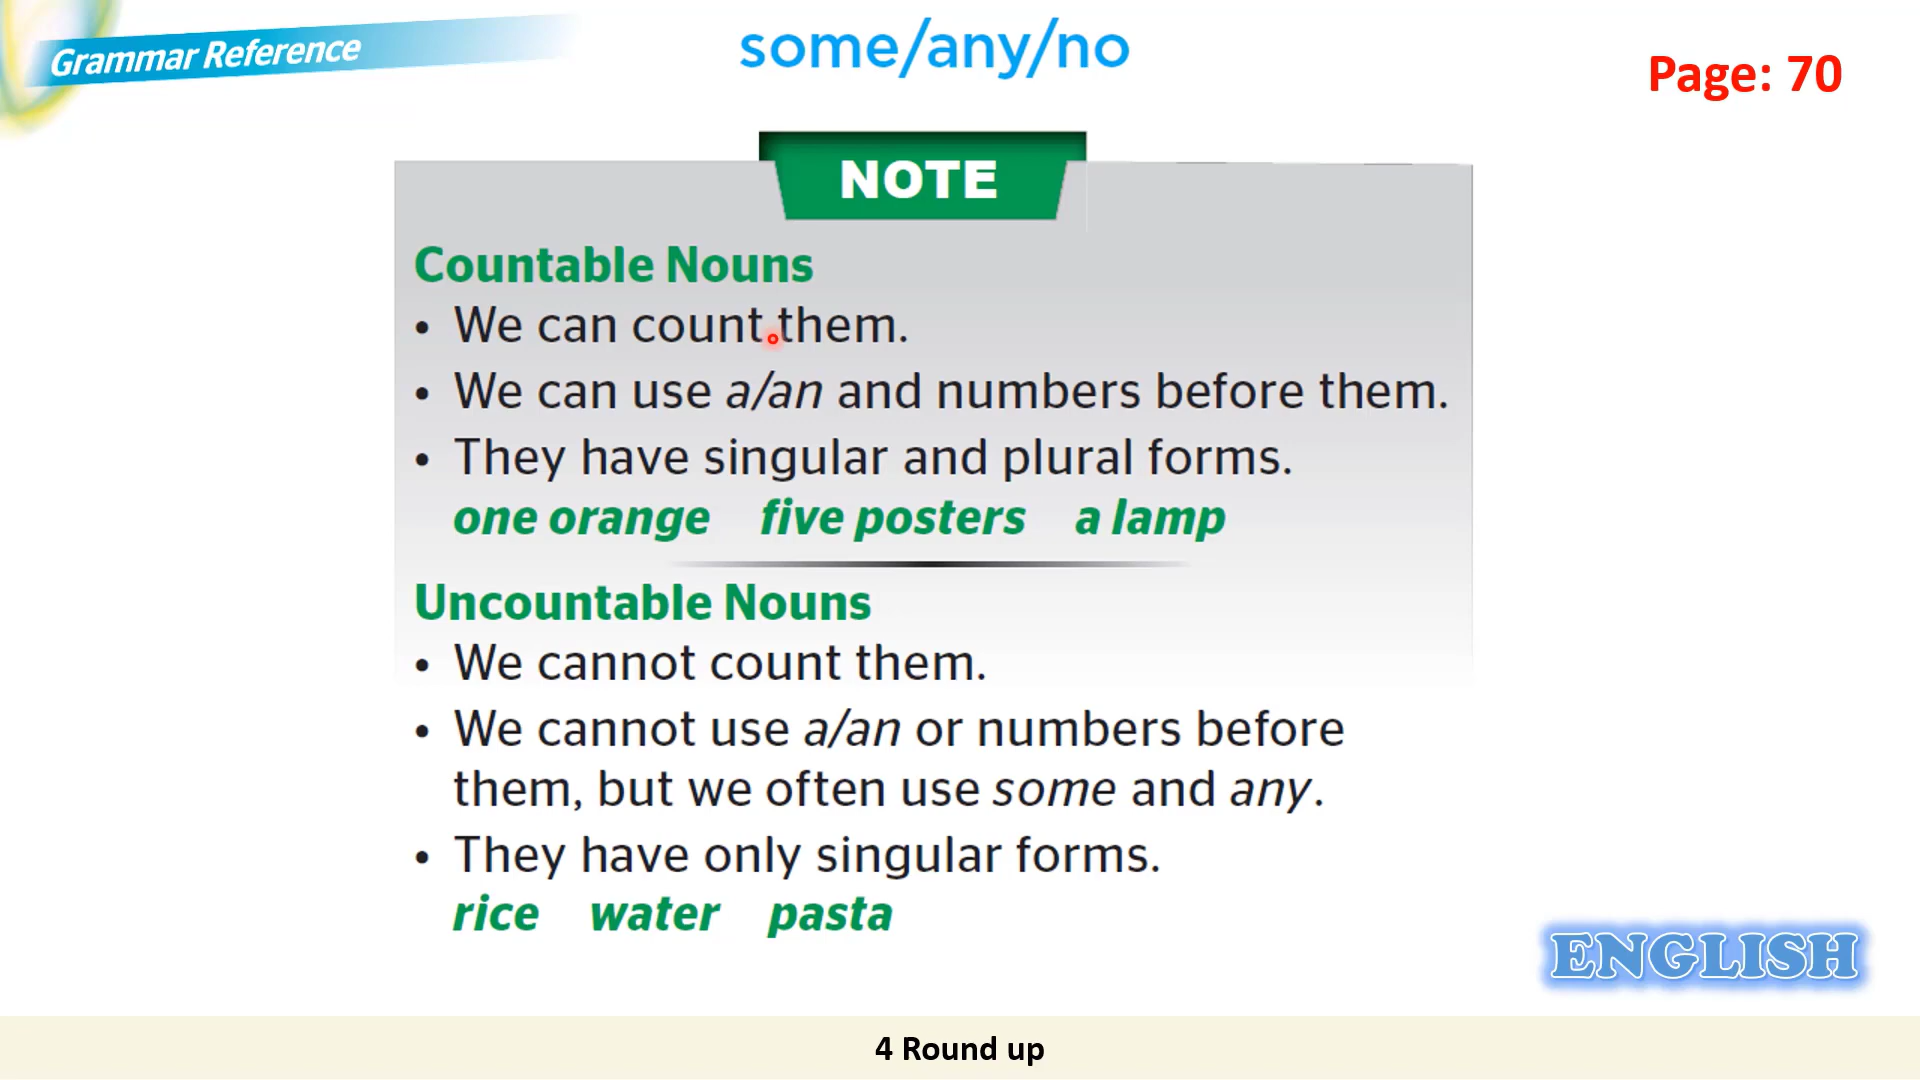 Grammar Reference
some/any/no
Page: 70
NOTE
Countable Nouns
• We can count them.
• We can use a/an and numbers before them.
• They have singular and plural forms.
one orange five posters a lamp
Uncountable Nouns
• We cannot count them.
• We cannot use a/an or numbers before
them, but we often use some and any.
• They have only singular forms.
rice water pasta
ENGLISH
4 Round up